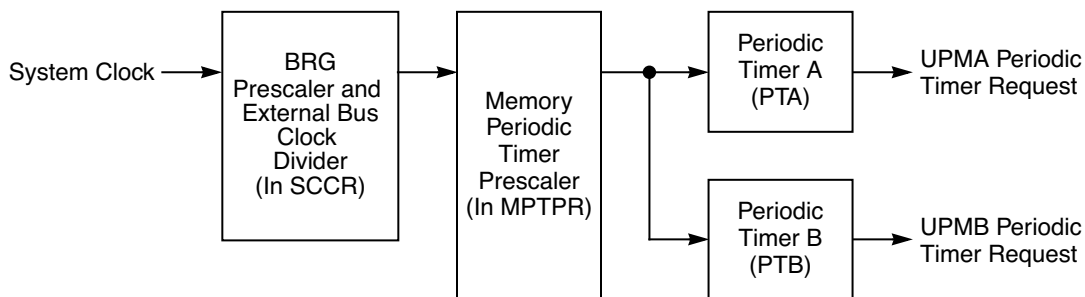 System Clock
BRG
Prescaler and
External Bus
Clock
Divider
(In SCCR)
Memory
Periodic
Timer
Prescaler
(In MPTPR)
Periodic
Timer A
(PTA)
UPMA Periodic
Timer Request
Periodic
Timer B
(PTB)
UPMB Periodic
Timer Request